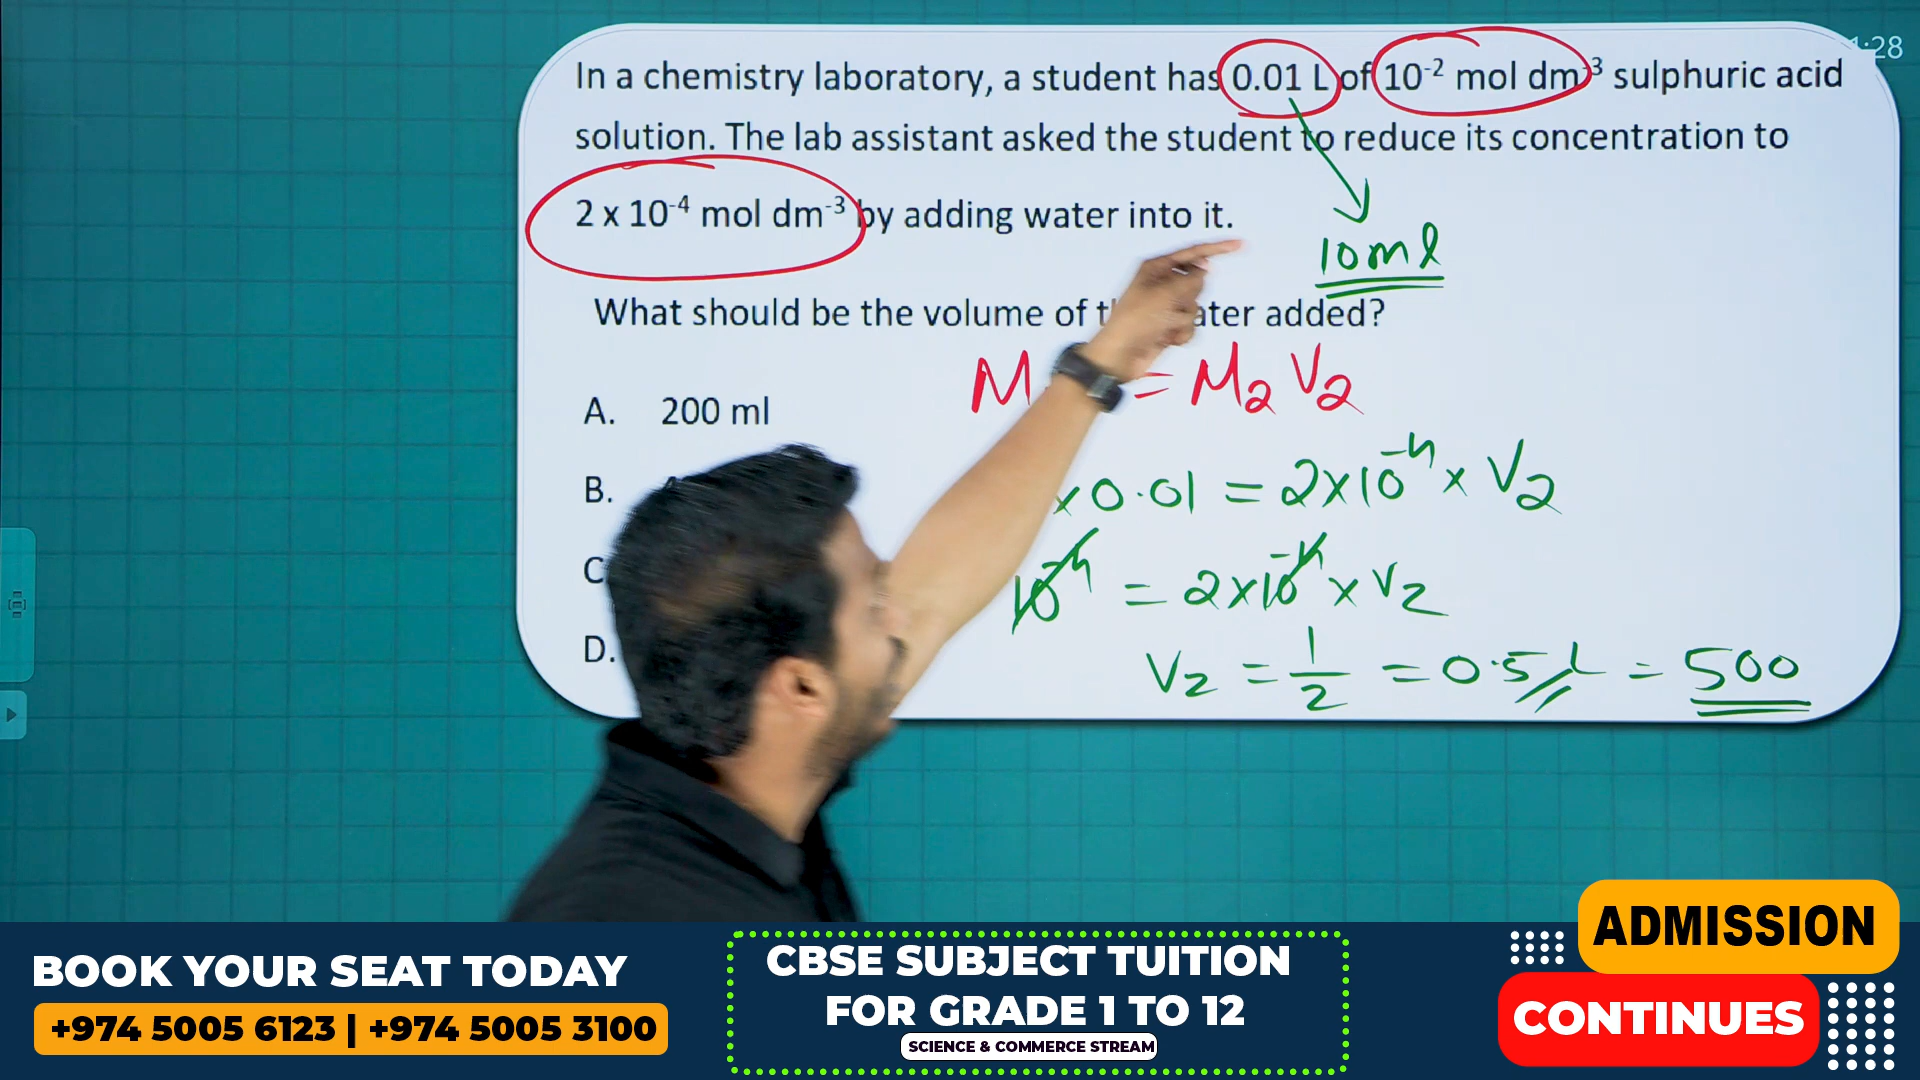 :28
In a chemistry laboratory, a student has 0.01 L of 10-2 mol dm-3 sulphuric acid
solution. The lab assistant asked the student to reduce its concentration to
2 x 10-4 mol dm-3 by adding water into it.
10ml
What should be the volume of added?
M = M2 V2
A. 200 ml
B.
x 0.01 = 2x10-4 x V2
C
10-4 = 2x10-4 x V2
D.
V2 = 1/2 = 0.5 L = 500
BOOK YOUR SEAT TODAY
+974 5005 6123 | +974 5005 3100
CBSE SUBJECT TUITION
FOR GRADE 1 TO 12
SCIENCE & COMMERCE STREAM
ADMISSION
CONTINUES